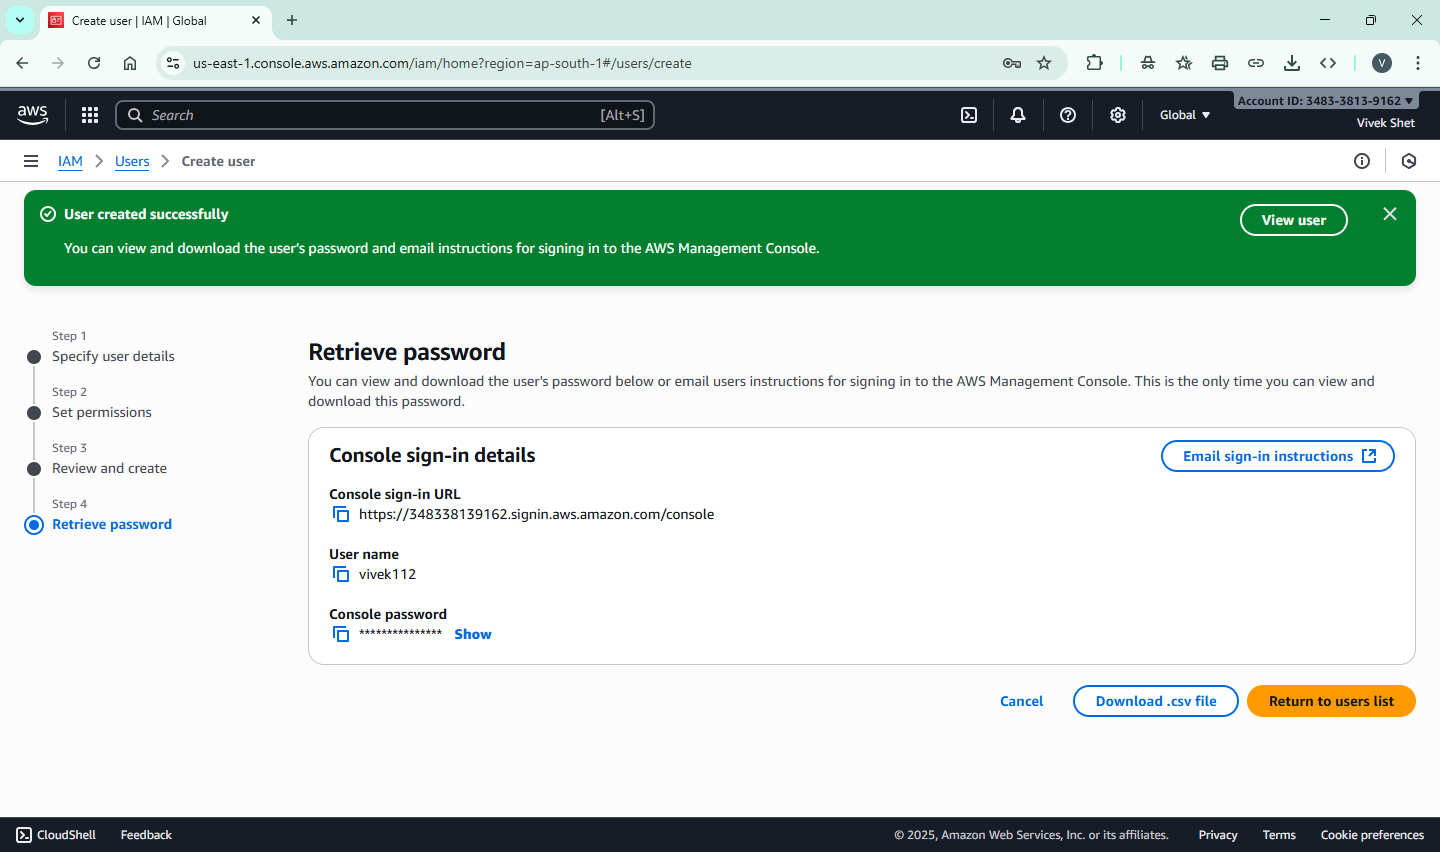 Create user | IAM | Global
us-east-1.console.aws.amazon.com/iam/home?region=ap-south-1#/users/create
V
aws
Search
[Alt+S]
Global
Account ID: 3483-3813-9162
Vivek Shet
IAM
Users
Create user
User created successfully
You can view and download the user's password and email instructions for signing in to the AWS Management Console.
View user
Step 1
Specify user details
Step 2
Set permissions
Step 3
Review and create
Step 4
Retrieve password
Retrieve password
You can view and download the user's password below or email users instructions for signing in to the AWS Management Console. This is the only time you can view and
download this password.
Console sign-in details
Email sign-in instructions
Console sign-in URL
https://348338139162.signin.aws.amazon.com/console
User name
vivek112
Console password
*************** Show
Cancel
Download .csv file
Return to users list
CloudShell
Feedback
© 2025, Amazon Web Services, Inc. or its affiliates.
Privacy
Terms
Cookie preferences